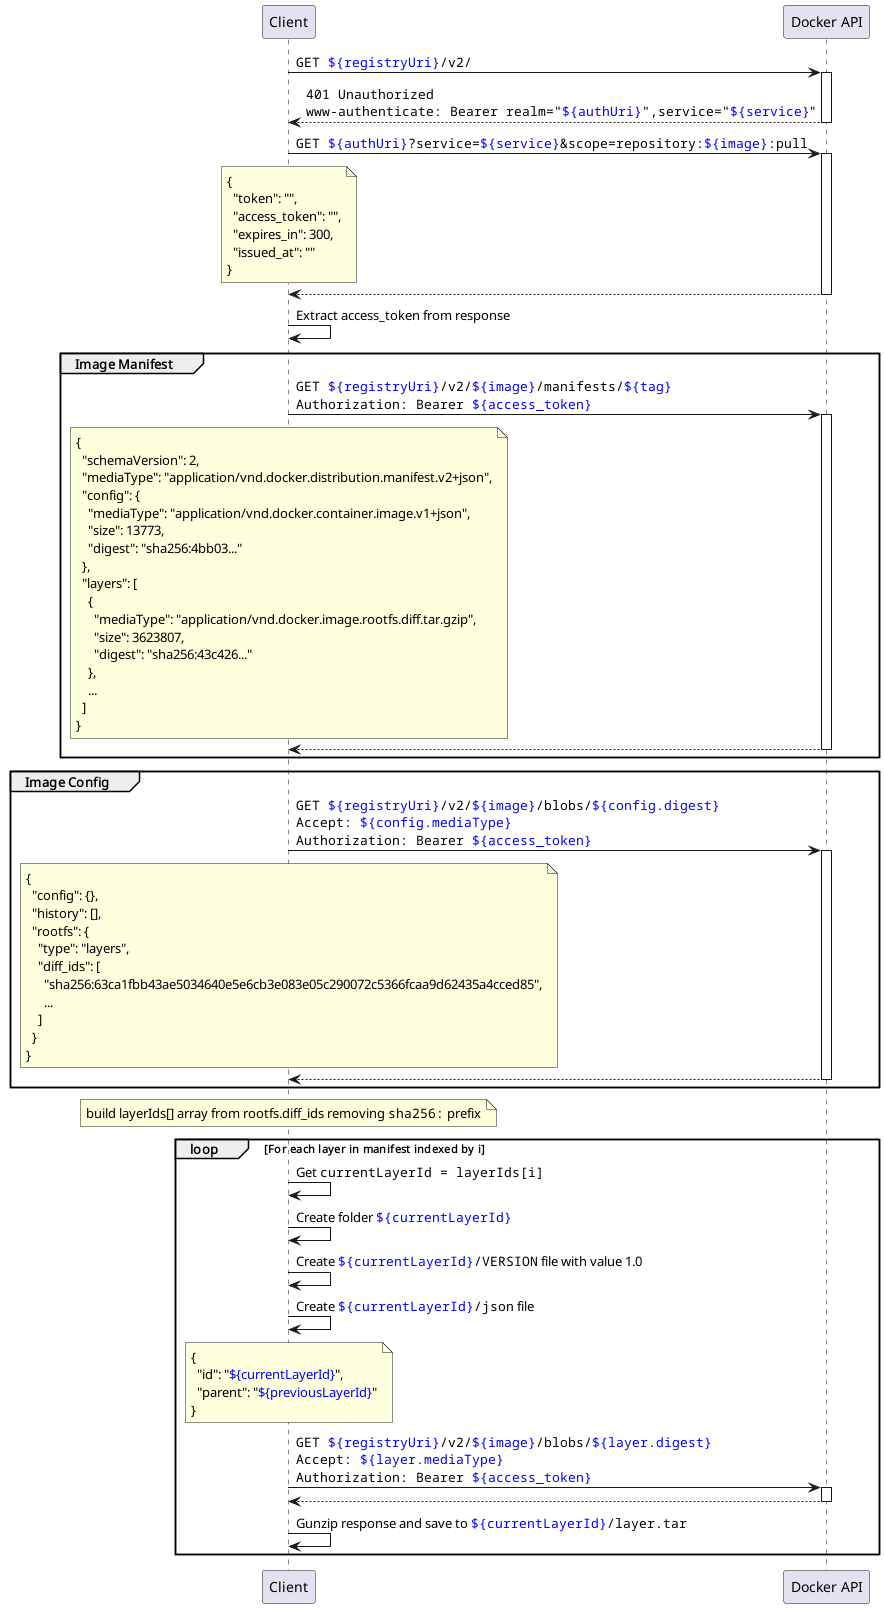 Client
Docker API
GET ${registryUri}/v2/
401 Unauthorized
www-authenticate: Bearer realm="${authUri}",service="${service}"
GET ${authUri}?service=${service}&scope=repository:${image}:pull
{
  "token": "",
  "access_token": "",
  "expires_in": 300,
  "issued_at": ""
}
Extract access_token from response
Image Manifest
GET ${registryUri}/v2/${image}/manifests/${tag}
Authorization: Bearer ${access_token}
{
  "schemaVersion": 2,
  "mediaType": "application/vnd.docker.distribution.manifest.v2+json",
  "config": {
    "mediaType": "application/vnd.docker.container.image.v1+json",
    "size": 13773,
    "digest": "sha256:4bb03..."
  },
  "layers": [
    {
      "mediaType": "application/vnd.docker.image.rootfs.diff.tar.gzip",
      "size": 3623807,
      "digest": "sha256:43c426..."
    },
    ...
  ]
}
Image Config
GET ${registryUri}/v2/${image}/blobs/${config.digest}
Accept: ${config.mediaType}
Authorization: Bearer ${access_token}
{
  "config": {},
  "history": [],
  "rootfs": {
    "type": "layers",
    "diff_ids": [
      "sha256:63ca1fbb43ae5034640e5e6cb3e083e05c290072c5366fcaa9d62435a4cced85",
      ...
    ]
  }
}
build layerIds[] array from rootfs.diff_ids removing sha256: prefix
loop [For each layer in manifest indexed by i]
Get currentLayerId = layerIds[i]
Create folder ${currentLayerId}
Create ${currentLayerId}/VERSION file with value 1.0
Create ${currentLayerId}/json file
{
  "id": "${currentLayerId}",
  "parent": "${previousLayerId}"
}
GET ${registryUri}/v2/${image}/blobs/${layer.digest}
Accept: ${layer.mediaType}
Authorization: Bearer ${access_token}
Gunzip response and save to ${currentLayerId}/layer.tar
Client
Docker API